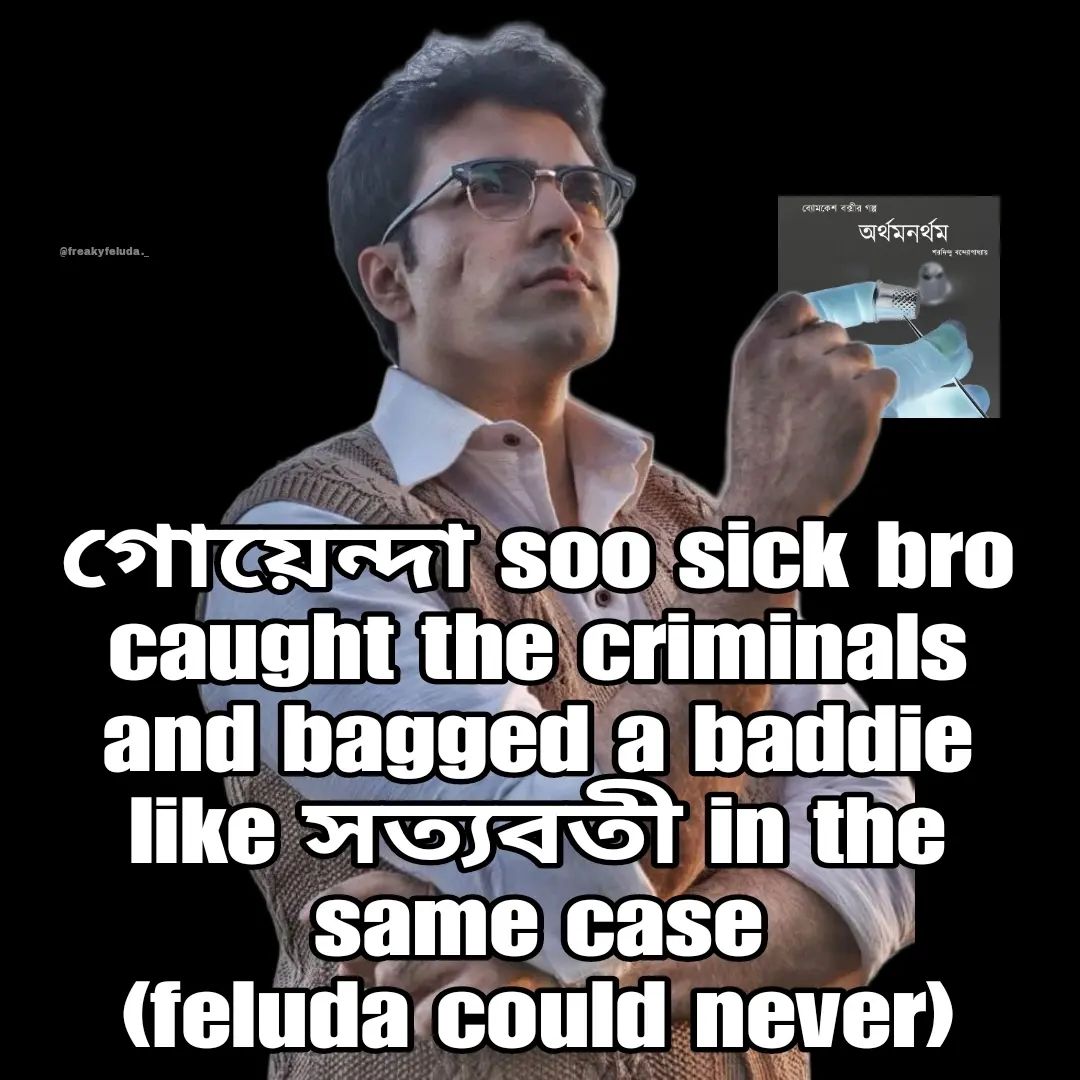 @freakyfeluda._
ব্যোমকেশ বক্সীর গল্প
অর্থমনর্থম
শরদিন্দু বন্দ্যোপাধ্যায়
গোয়েন্দা soo sick bro
caught the criminals
and bagged a baddie
like সত্যবতী in the
same case
(feluda could never)